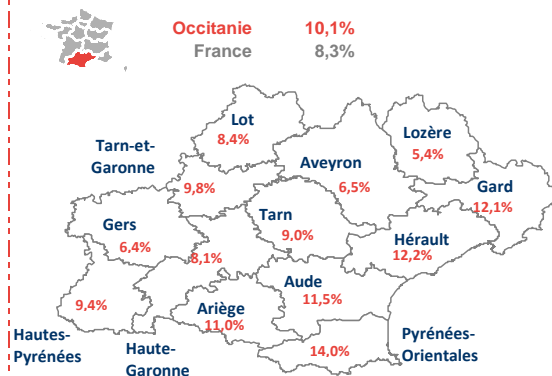 Occitanie 10,1%
France 8,3%
Lot
8,4%
Lozère
5,4%
Tarn-et-
Garonne
9,8%
Aveyron
6,5%
Gard
12,1%
Gers
6,4%
Tarn
9,0%
Hérault
12,2%
8,1%
Aude
11,5%
9,4%
Ariège
11,0%
Hautes-
Pyrénées
Haute-
Garonne
14,0%
Pyrénées-
Orientales